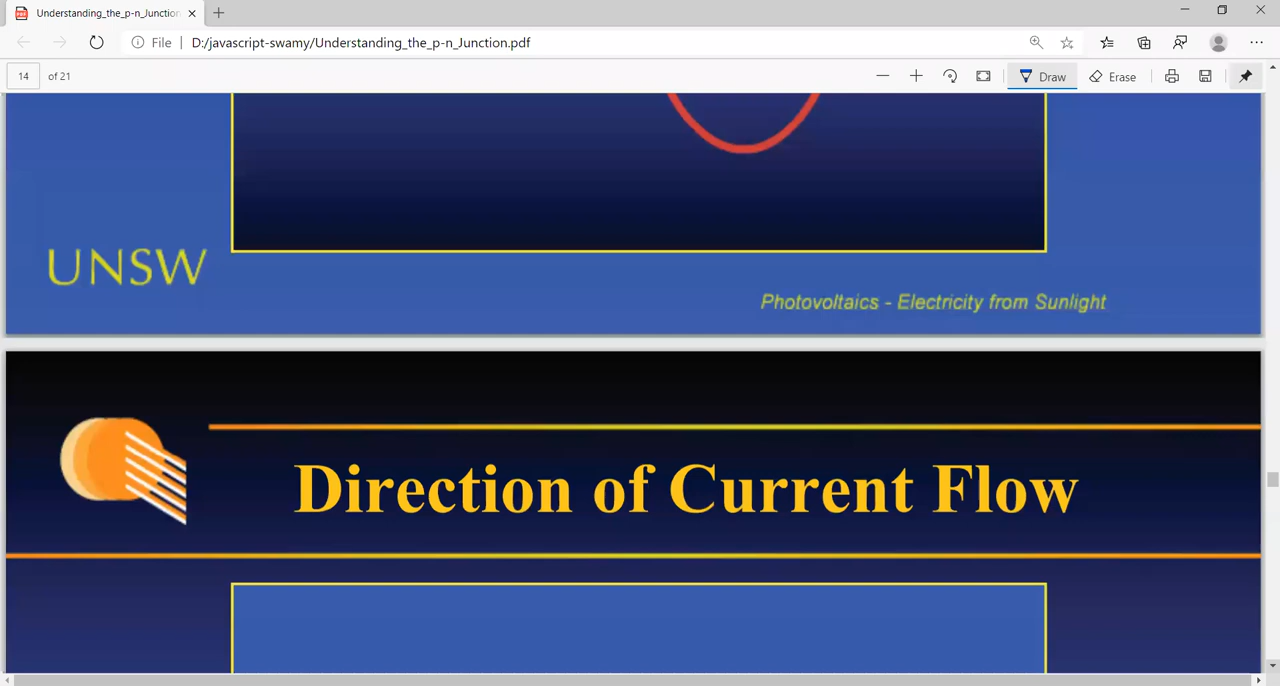 Understanding_the_p-n_Junction
File
D:/javascript-swamy/Understanding_the_p-n_Junction.pdf
14 of 21
Draw
Erase
UNSW
Photovoltaics - Electricity from Sunlight
Direction of Current Flow